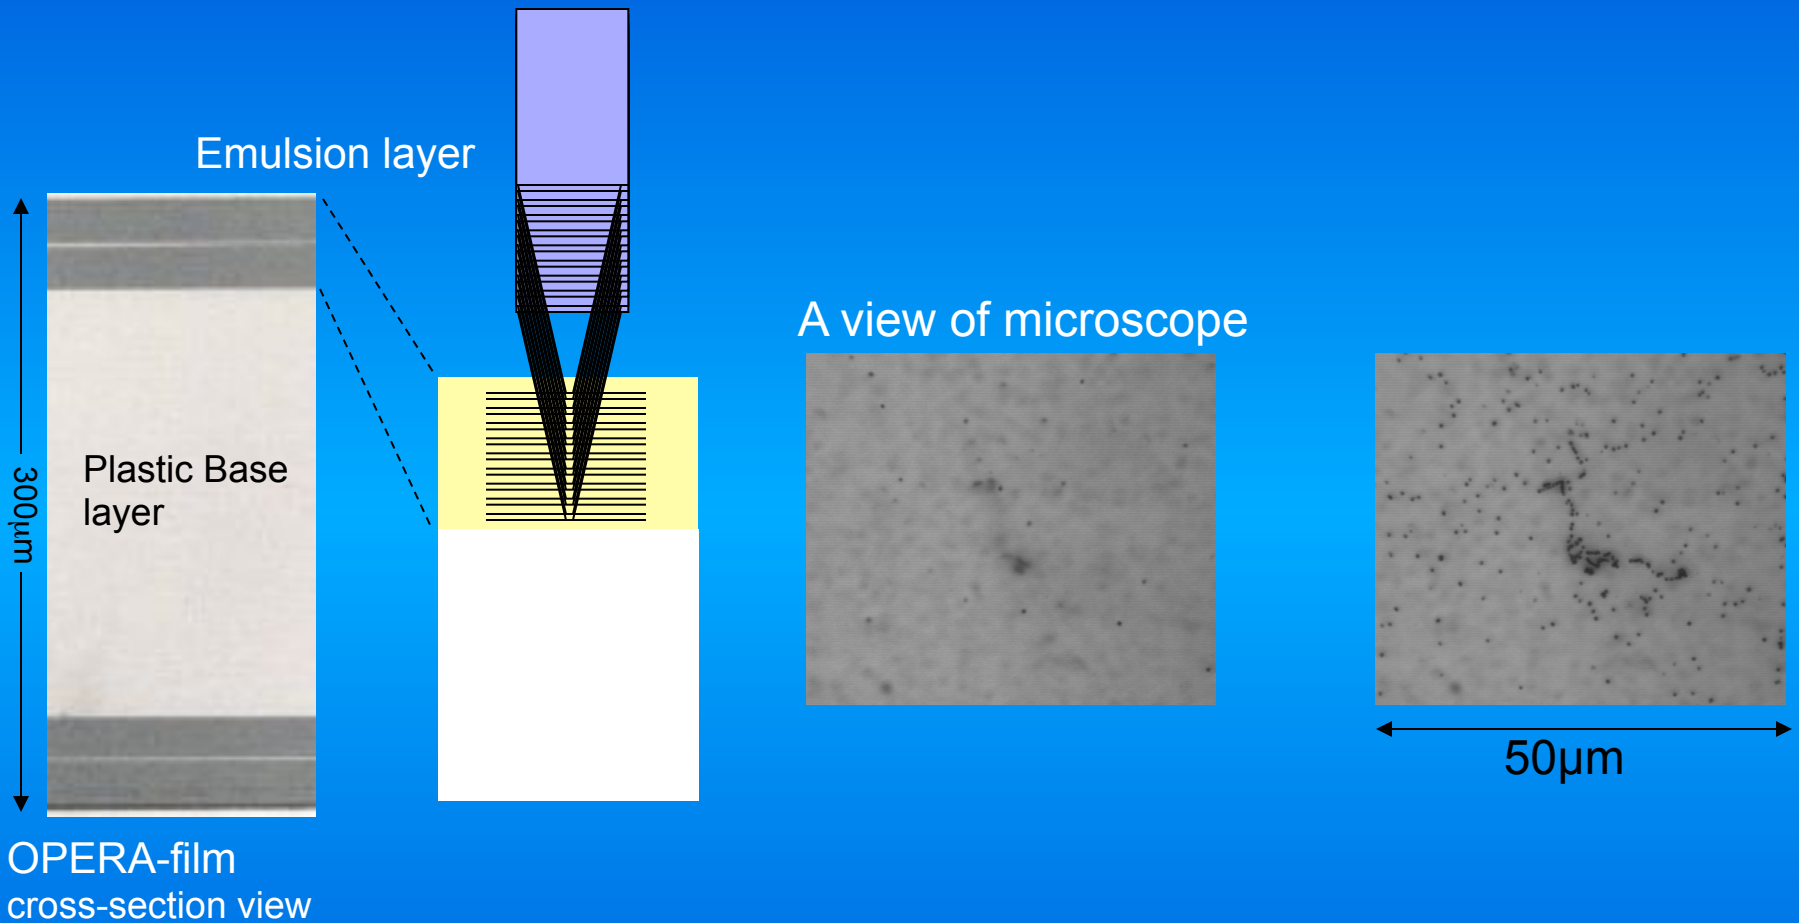 Emulsion layer
A view of microscope
Plastic Base
layer
300μm
50μm
OPERA-film
cross-section view